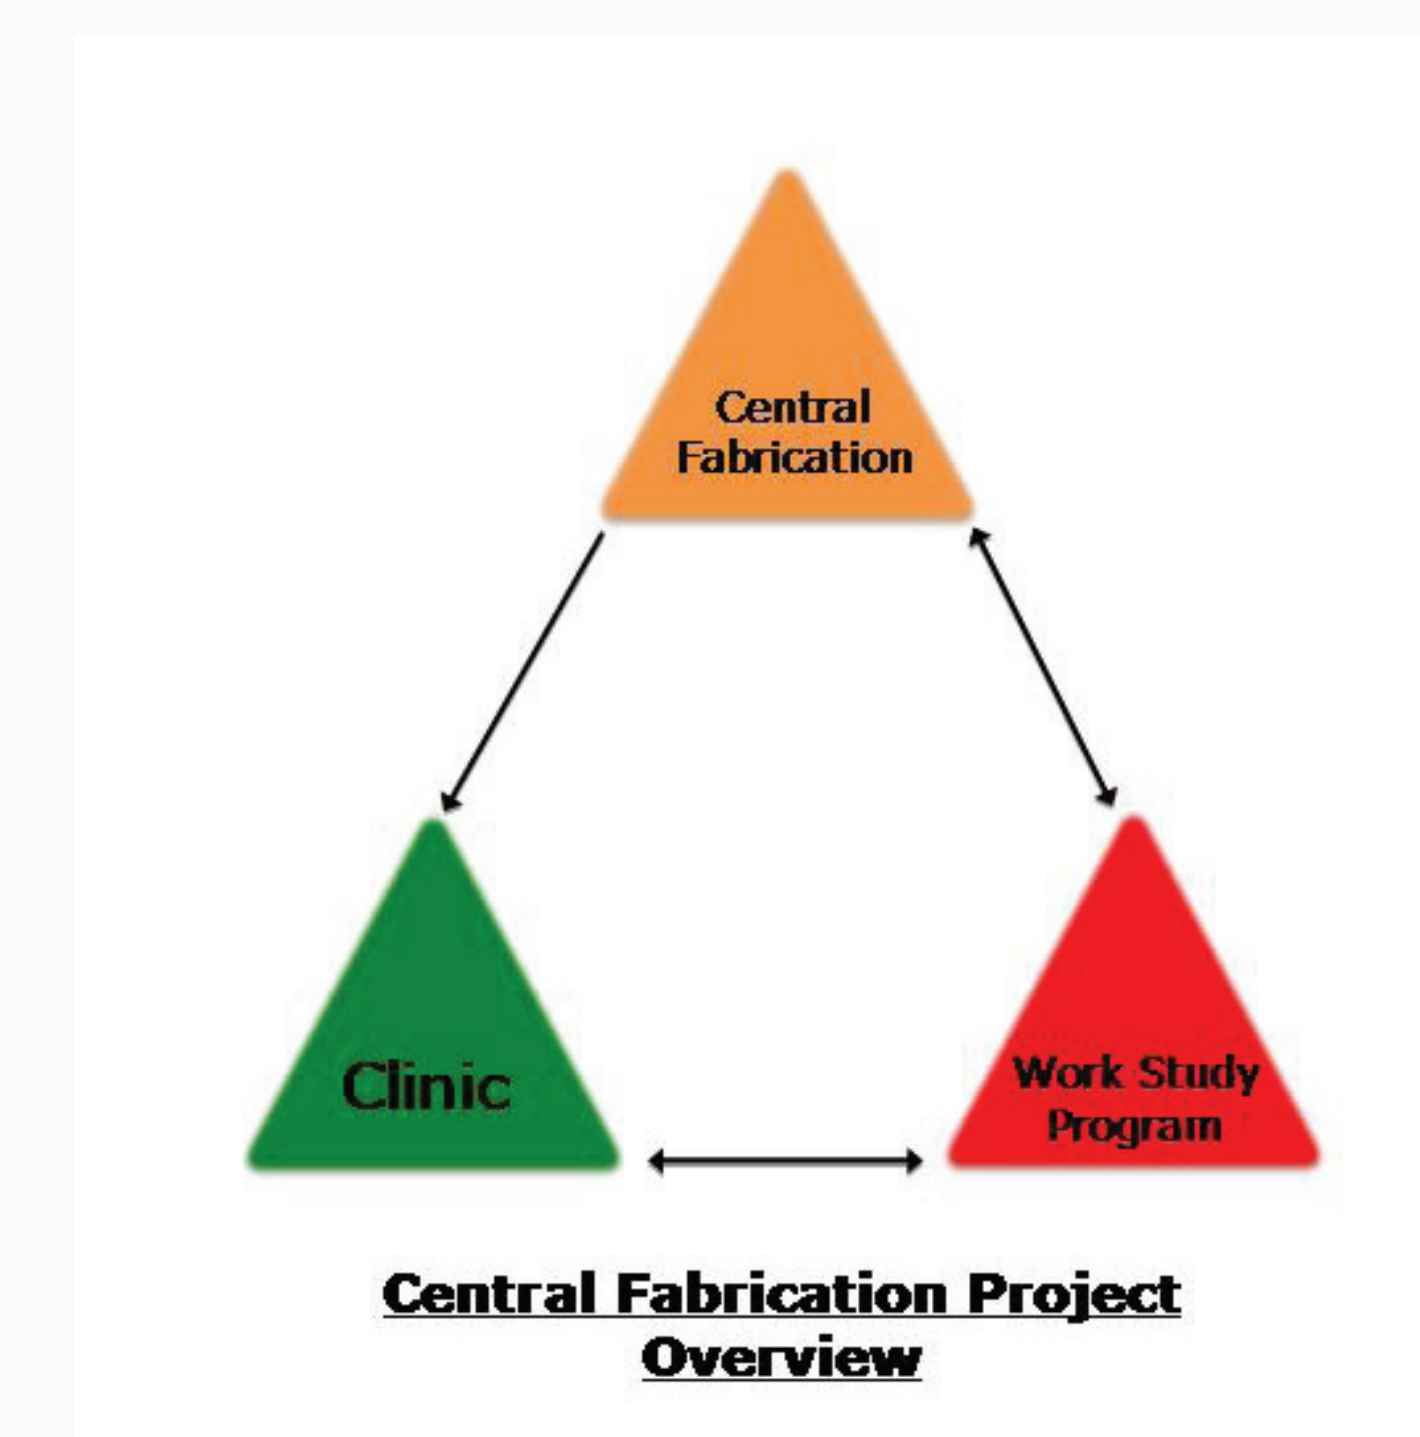 Central
Fabrication
Clinic
Work Study
Program
Central Fabrication Project
Overview